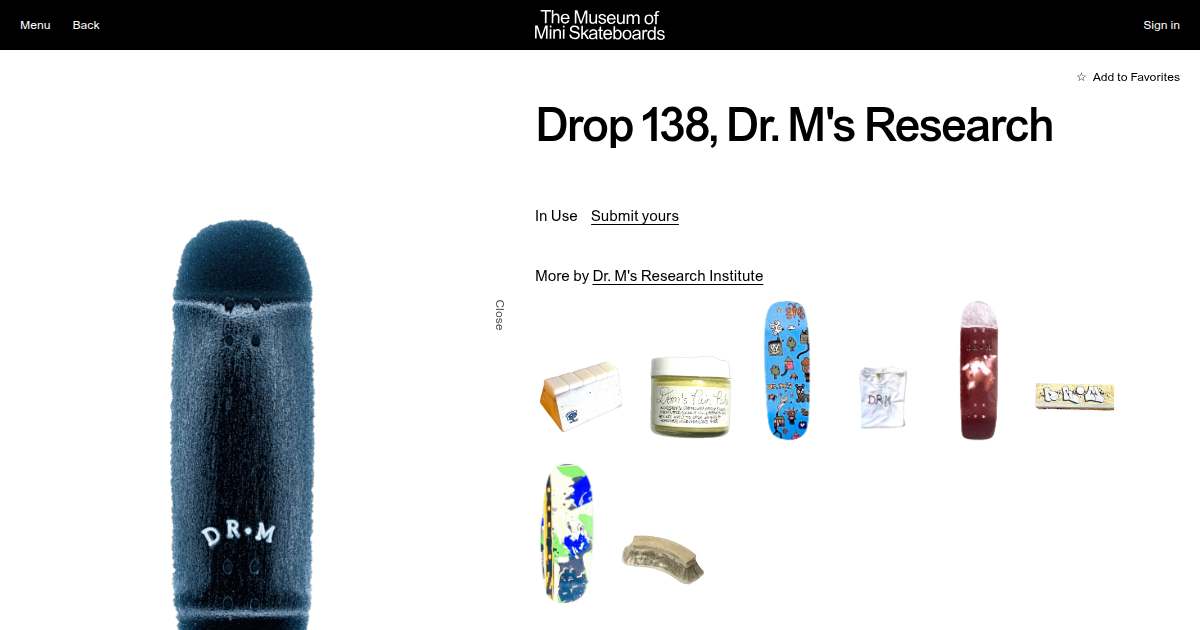 Menu
Back
The Museum of
Mini Skateboards
Sign in
☆ Add to Favorites
Drop 138, Dr. M's Research
In Use
Submit yours
More by Dr. M's Research Institute
Close
DR•M
DRM